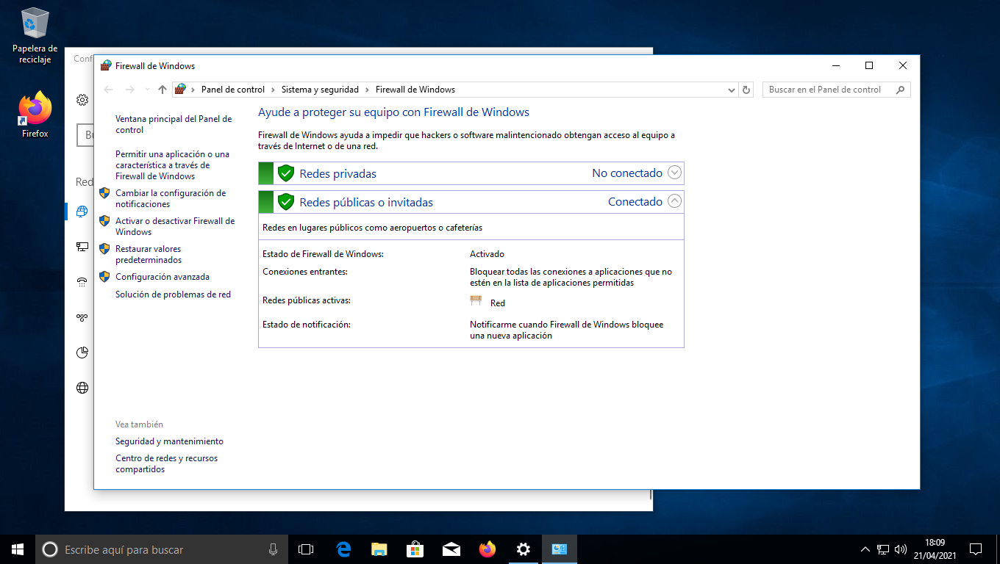 Papelera de
reciclaje
Firefox
Conf
Bu
Red
Firewall de Windows
Panel de control
Sistema y seguridad
Firewall de Windows
Buscar en el Panel de control
Ventana principal del Panel de
control
Permitir una aplicación o una
característica a través de
Firewall de Windows
Cambiar la configuración de
notificaciones
Activar o desactivar Firewall de
Windows
Restaurar valores
predeterminados
Configuración avanzada
Solución de problemas de red
Vea también
Seguridad y mantenimiento
Centro de redes y recursos
compartidos
Ayude a proteger su equipo con Firewall de Windows
Firewall de Windows ayuda a impedir que hackers o software malintencionado obtengan acceso al equipo a
través de Internet o de una red.
Redes privadas No conectado
Redes públicas o invitadas Conectado
Redes en lugares públicos como aeropuertos o cafeterías
Estado de Firewall de Windows: Activado
Conexiones entrantes: Bloquear todas las conexiones a aplicaciones que no
estén en la lista de aplicaciones permitidas
Redes públicas activas: Red
Estado de notificación: Notificarme cuando Firewall de Windows bloquee
una nueva aplicación
Escribe aquí para buscar
18:09
21/04/2021